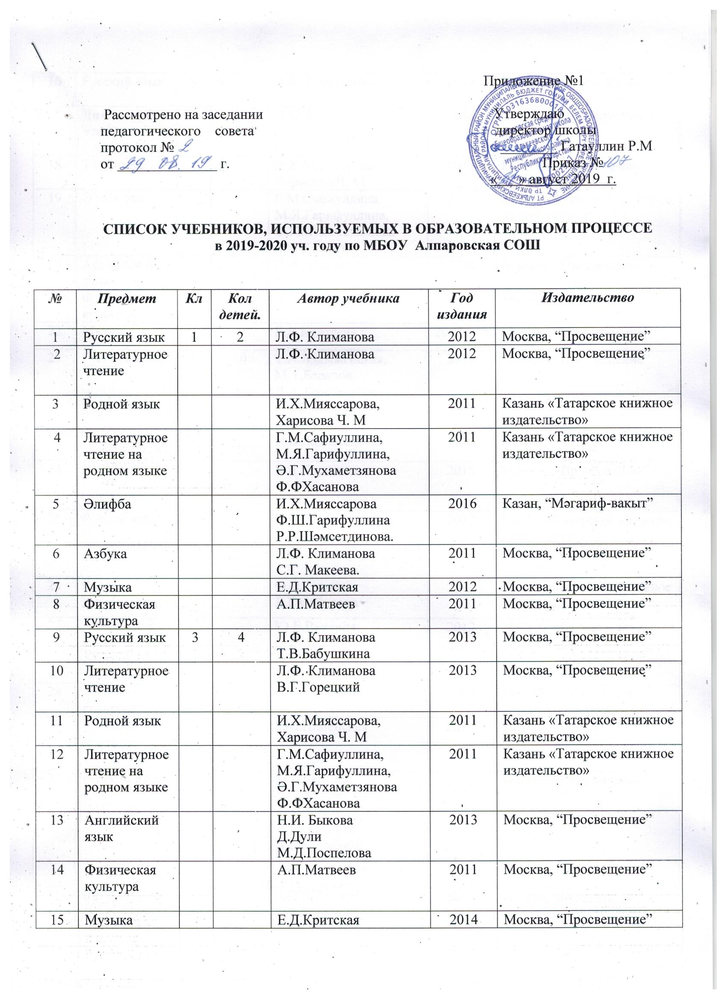 Приложение №1
Рассмотрено на заседании
педагогического совета
протокол № 2
от 29.08.19 г.
Утверждаю
директор школы
Гатауллин Р.М
Приказ № 107
« » август 2019 г.
СПИСОК УЧЕБНИКОВ, ИСПОЛЬЗУЕМЫХ В ОБРАЗОВАТЕЛЬНОМ ПРОЦЕССЕ
в 2019-2020 уч. году по МБОУ Алпаровская СОШ
№ Предмет Кл Кол Автор учебника Год Издательство
детей. издания
1 Русский язык 1 2 Л.Ф. Климанова 2012 Москва, “Просвещение”
2 Литературное Л.Ф. Климанова 2012 Москва, “Просвещение”
чтение
3 Родной язык И.Х.Мияссарова, 2011 Казань «Татарское книжное
Харисова Ч. М издательство»
4 Литературное Г.М.Сафиуллина, 2011 Казань «Татарское книжное
чтение на М.Я.Гарифуллина, издательство»
родном языке Ә.Г.Мухаметзянова
Ф.ФХасанова
5 Әлифба И.Х.Мияссарова 2016 Казан, “Мәгариф-вакыт”
Ф.Ш.Гарифуллина
Р.Р.Шәмсетдинова.
6 Азбука Л.Ф. Климанова 2011 Москва, “Просвещение”
С.Г. Макеева.
7 Музыка Е.Д.Критская 2012 Москва, “Просвещение”
8 Физическая А.П.Матвеев 2011 Москва, “Просвещение”
культура
9 Русский язык 3 4 Л.Ф. Климанова 2013 Москва, “Просвещение”
Т.В.Бабушкина
10 Литературное Л.Ф. Климанова 2013 Москва, “Просвещение”
чтение В.Г.Горецкий
11 Родной язык И.Х.Мияссарова, 2011 Казань «Татарское книжное
Харисова Ч. М издательство»
12 Литературное Г.М.Сафиуллина, 2011 Казань «Татарское книжное
чтение на М.Я.Гарифуллина, издательство»
родном языке Ә.Г.Мухаметзянова
Ф.ФХасанова
13 Английский Н.И. Быкова 2013 Москва, “Просвещение”
язык Д.Дули
М.Д.Поспелова
14 Физическая А.П.Матвеев 2011 Москва, “Просвещение”
культура
15 Музыка Е.Д.Критская 2014 Москва, “Просвещение”